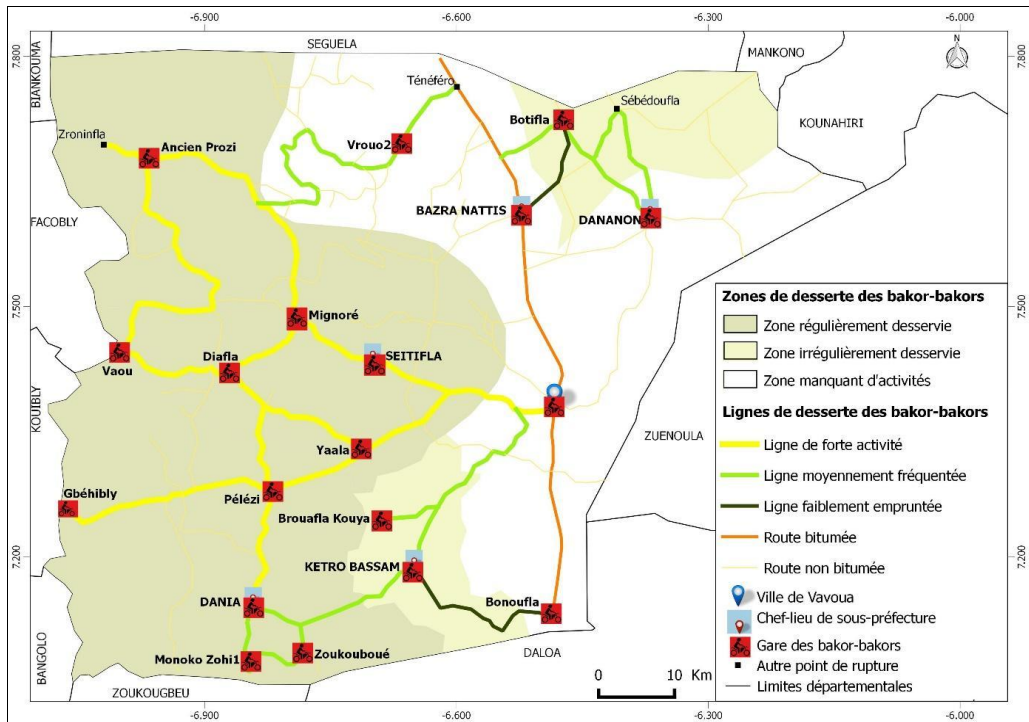 -6.900 -6.600 -6.300 -6.000
SEGUELA
MANKONO
N
7.800
7.800
BIANKOUMA
Ténéféro
Sébédoufla
KOUNAHIRI
Botifla
Zroninfla
Ancien Prozi
Vrouo2
BAZRA NATTIS
DANANON
FACOBLY
7.500
7.500
Mignoré
SEITIFLA
Vaou
Diafla
KOUIBLY
ZUENOULA
Yaala
Gbéhibly
Pélézi
Brouafla Kouya
7.200
7.200
KETRO BASSAM
DANIA
Bonoufla
Monoko Zohi1
Zoukouboué
BANGOLO
DALOA
ZOUKOUGBEU
0 10 Km
Zones de desserte des bakor-bakors
Zone régulièrement desservie
Zone irrégulièrement desservie
Zone manquant d'activités
Lignes de desserte des bakor-bakors
Ligne de forte activité
Ligne moyennement fréquentée
Ligne faiblement empruntée
Route bitumée
Route non bitumée
Ville de Vavoua
Chef-lieu de sous-préfecture
Gare des bakor-bakors
Autre point de rupture
Limites départementales
-6.900 -6.600 -6.300 -6.000